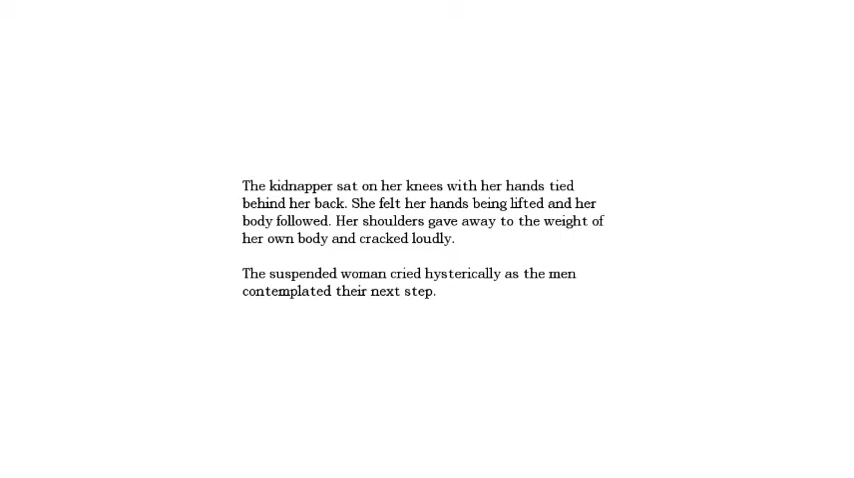 The kidnapper sat on her knees with her hands tied
behind her back. She felt her hands being lifted and her
body followed. Her shoulders gave away to the weight of
her own body and cracked loudly.
The suspended woman cried hysterically as the men
contemplated their next step.